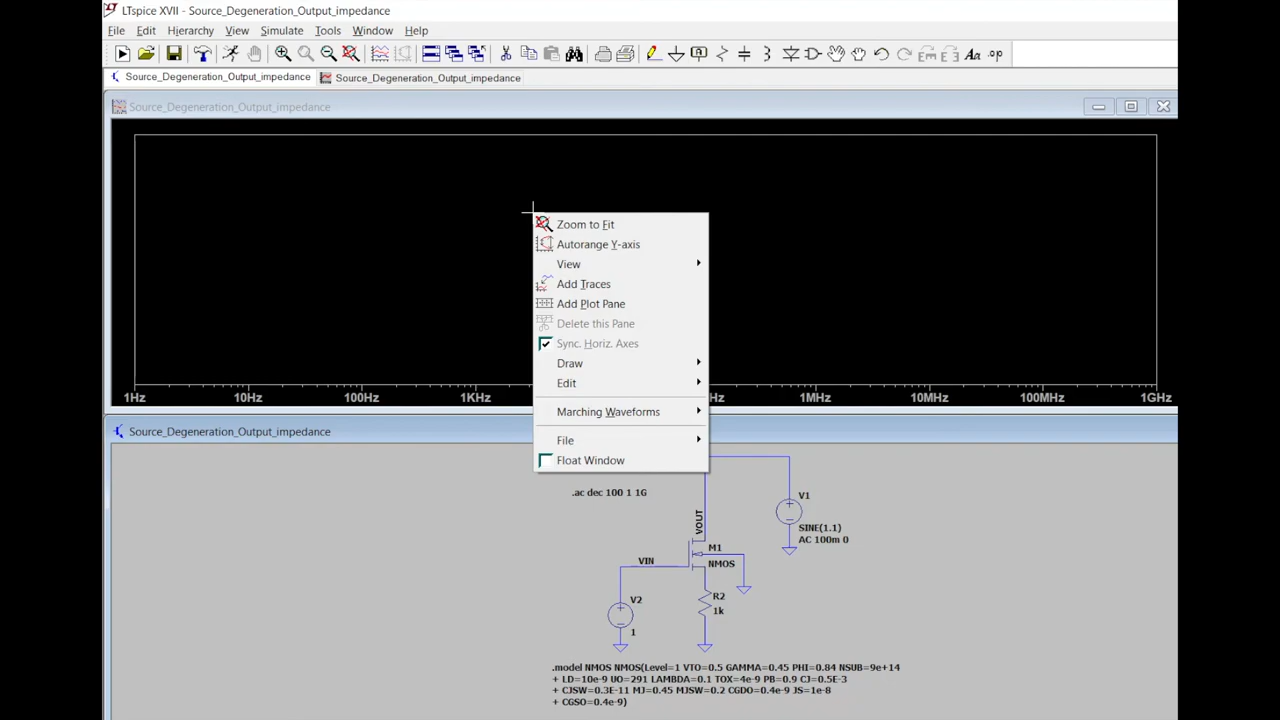 LTspice XVII - Source_Degeneration_Output_impedance
File Edit Hierarchy View Simulate Tools Window Help
Source_Degeneration_Output_impedance Source_Degeneration_Output_impedance
Source_Degeneration_Output_impedance
Zoom to Fit
Autorange Y-axis
View
Add Traces
Add Plot Pane
Delete this Pane
Sync. Horiz. Axes
Draw
Edit
Marching Waveforms
File
Float Window
1Hz 10Hz 100Hz 1KHz Hz 1MHz 10MHz 100MHz 1GHz
Source_Degeneration_Output_impedance
.ac dec 100 1 1G
V1
SINE(1.1)
AC 100m 0
VOUT
M1
NMOS
VIN
V2
1
R2
1k
.model NMOS NMOS(Level=1 VTO=0.5 GAMMA=0.45 PHI=0.84 NSUB=9e+14
+ LD=10e-9 UO=291 LAMBDA=0.1 TOX=4e-9 PB=0.9 CJ=0.5E-3
+ CJSW=0.3E-11 MJ=0.45 MJSW=0.2 CGDO=0.4e-9 JS=1e-8
+ CGSO=0.4e-9)